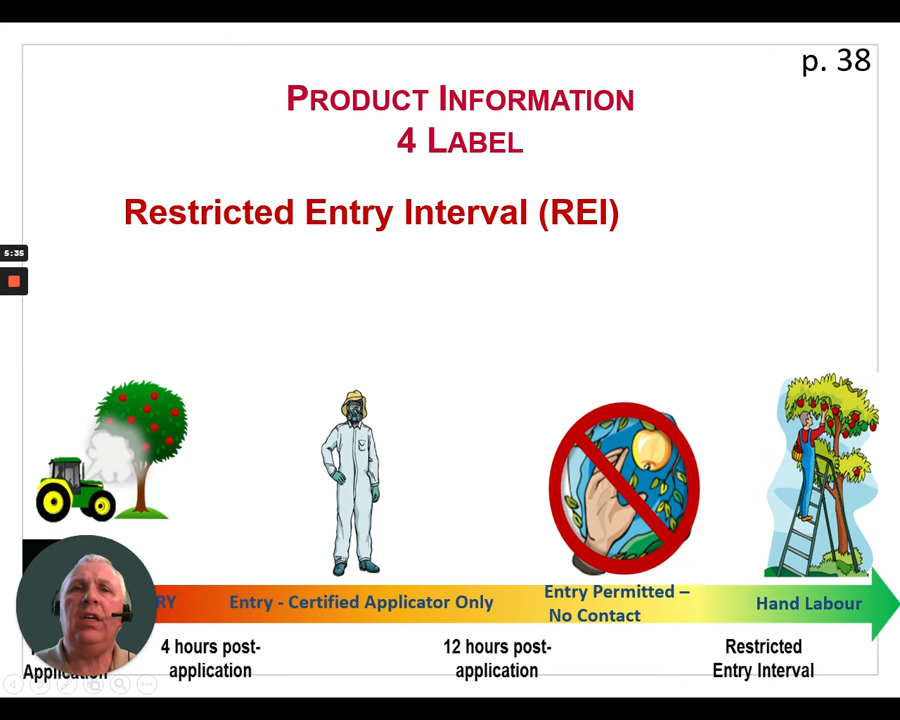 p. 38
PRODUCT INFORMATION
4 LABEL
Restricted Entry Interval (REI)
5:35
Entry - Certified Applicator Only
Entry Permitted –
No Contact
Hand Labour
4 hours post-
application
12 hours post-
application
Restricted
Entry Interval
Application